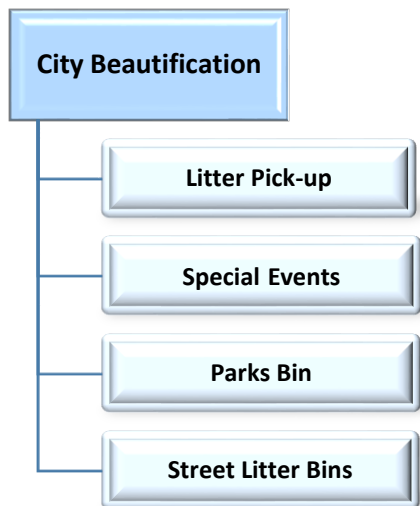 City Beautification
Litter Pick-up
Special Events
Parks Bin
Street Litter Bins